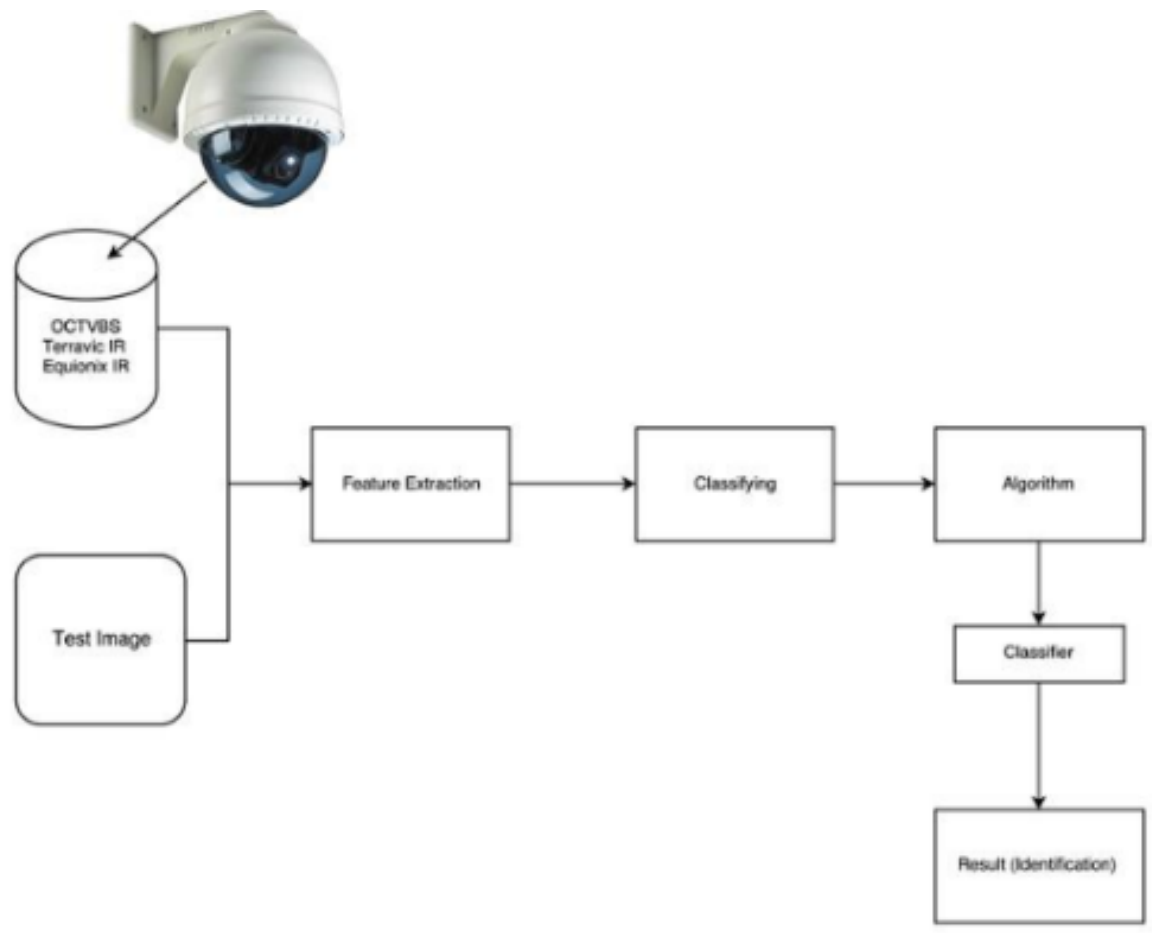 OCTVBS
Terravic IR
Equionix IR
Feature Extraction
Classifying
Algorithm
Test Image
Classifier
Result (Identification)